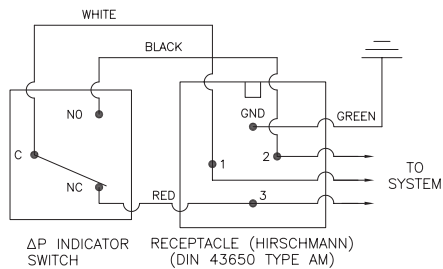 WHITE
BLACK
NO
GND
GREEN
C
1
2
TO
SYSTEM
NC
RED
3
ΔP INDICATOR
SWITCH
RECEPTACLE (HIRSCHMANN)
(DIN 43650 TYPE AM)